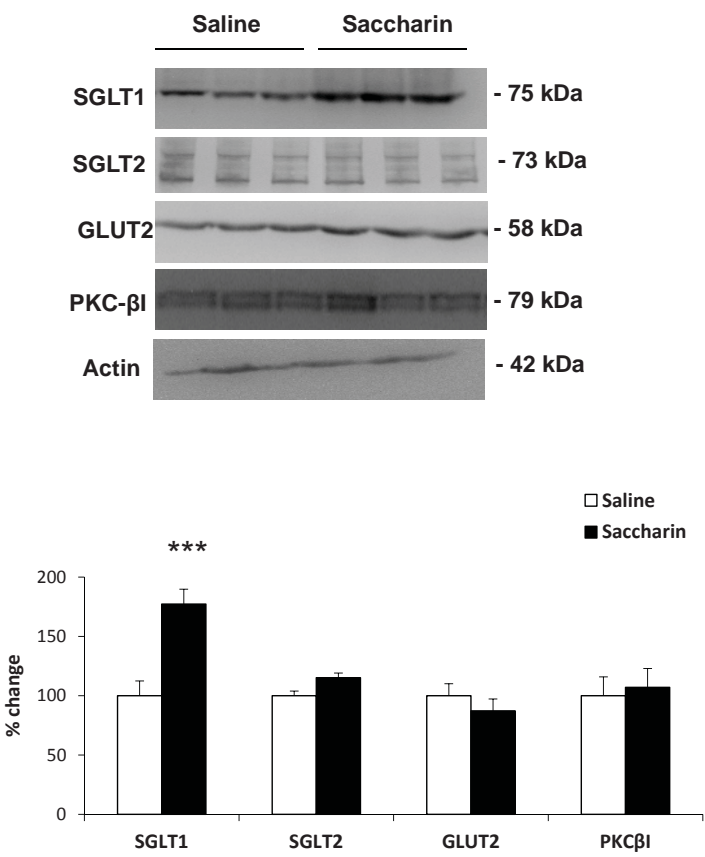 Saline Saccharin
SGLT1 - 75 kDa
SGLT2 - 73 kDa
GLUT2 - 58 kDa
PKC-βI - 79 kDa
Actin - 42 kDa
Saline
Saccharin
***
200
150
100
50
0
% change
SGLT1 SGLT2 GLUT2 PKCβI